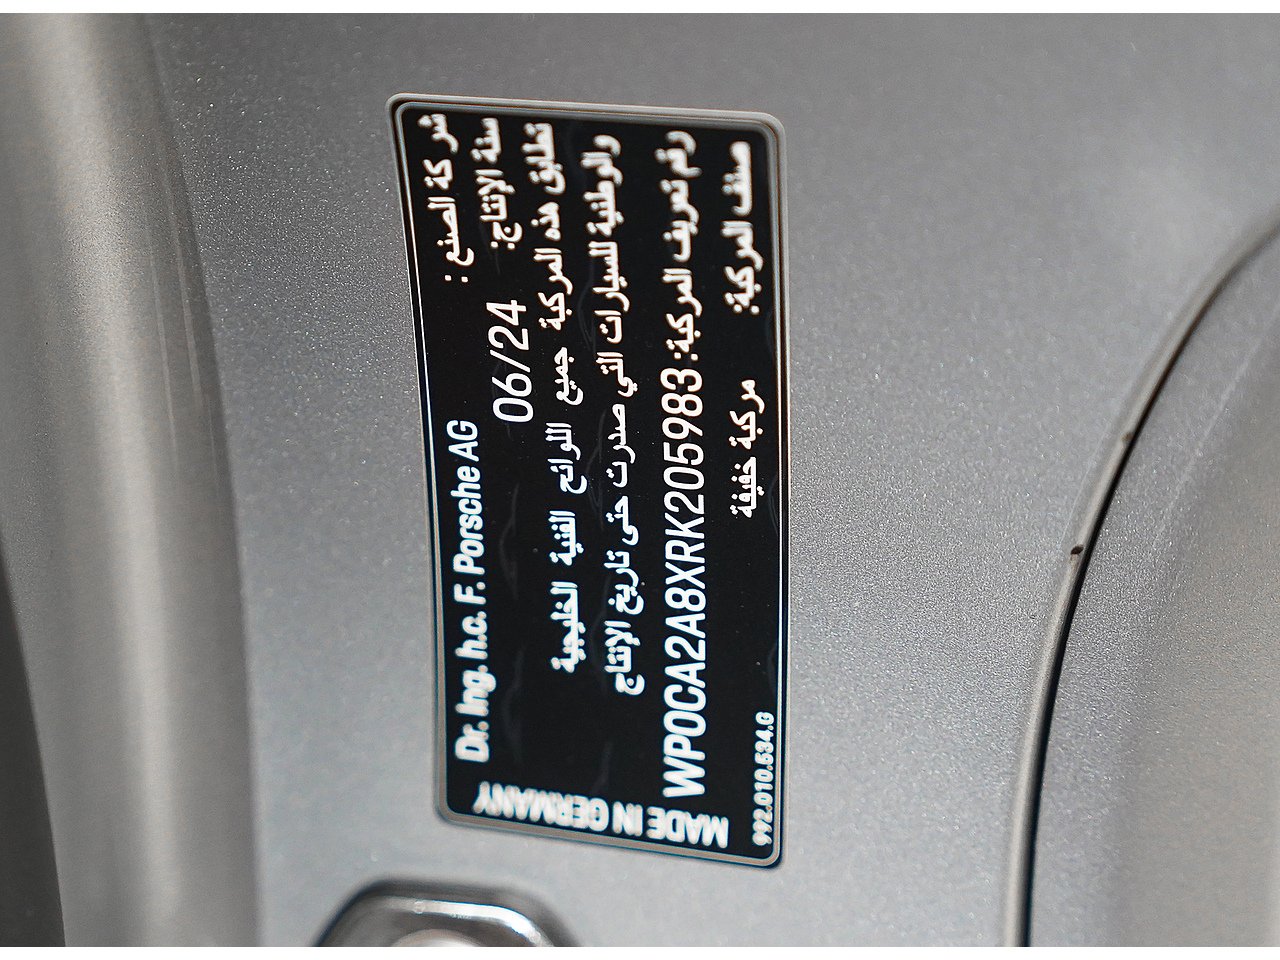 شركة الصنع :
Dr. Ing. h.c. F. Porsche AG
سنة الإنتاج: 06/24
تطابق هذه المركبة جميع اللوائح الفنية الخليجية
والوطنية للسيارات التي صدرت حتى تاريخ الإنتاج
رقم تعريف المركبة: WP0CA2A8XRK205983
صنف المركبة: مركبة خفيفة
MADE IN GERMANY
992.010.534.G